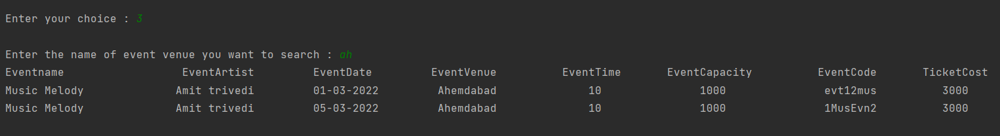 Enter your choice : 3
Enter the name of event venue you want to search : ah
Eventname EventArtist EventDate EventVenue EventTime EventCapacity EventCode TicketCost
Music Melody Amit trivedi 01-03-2022 Ahemdabad 10 1000 evt12mus 3000
Music Melody Amit trivedi 05-03-2022 Ahemdabad 10 1000 1MusEvn2 3000